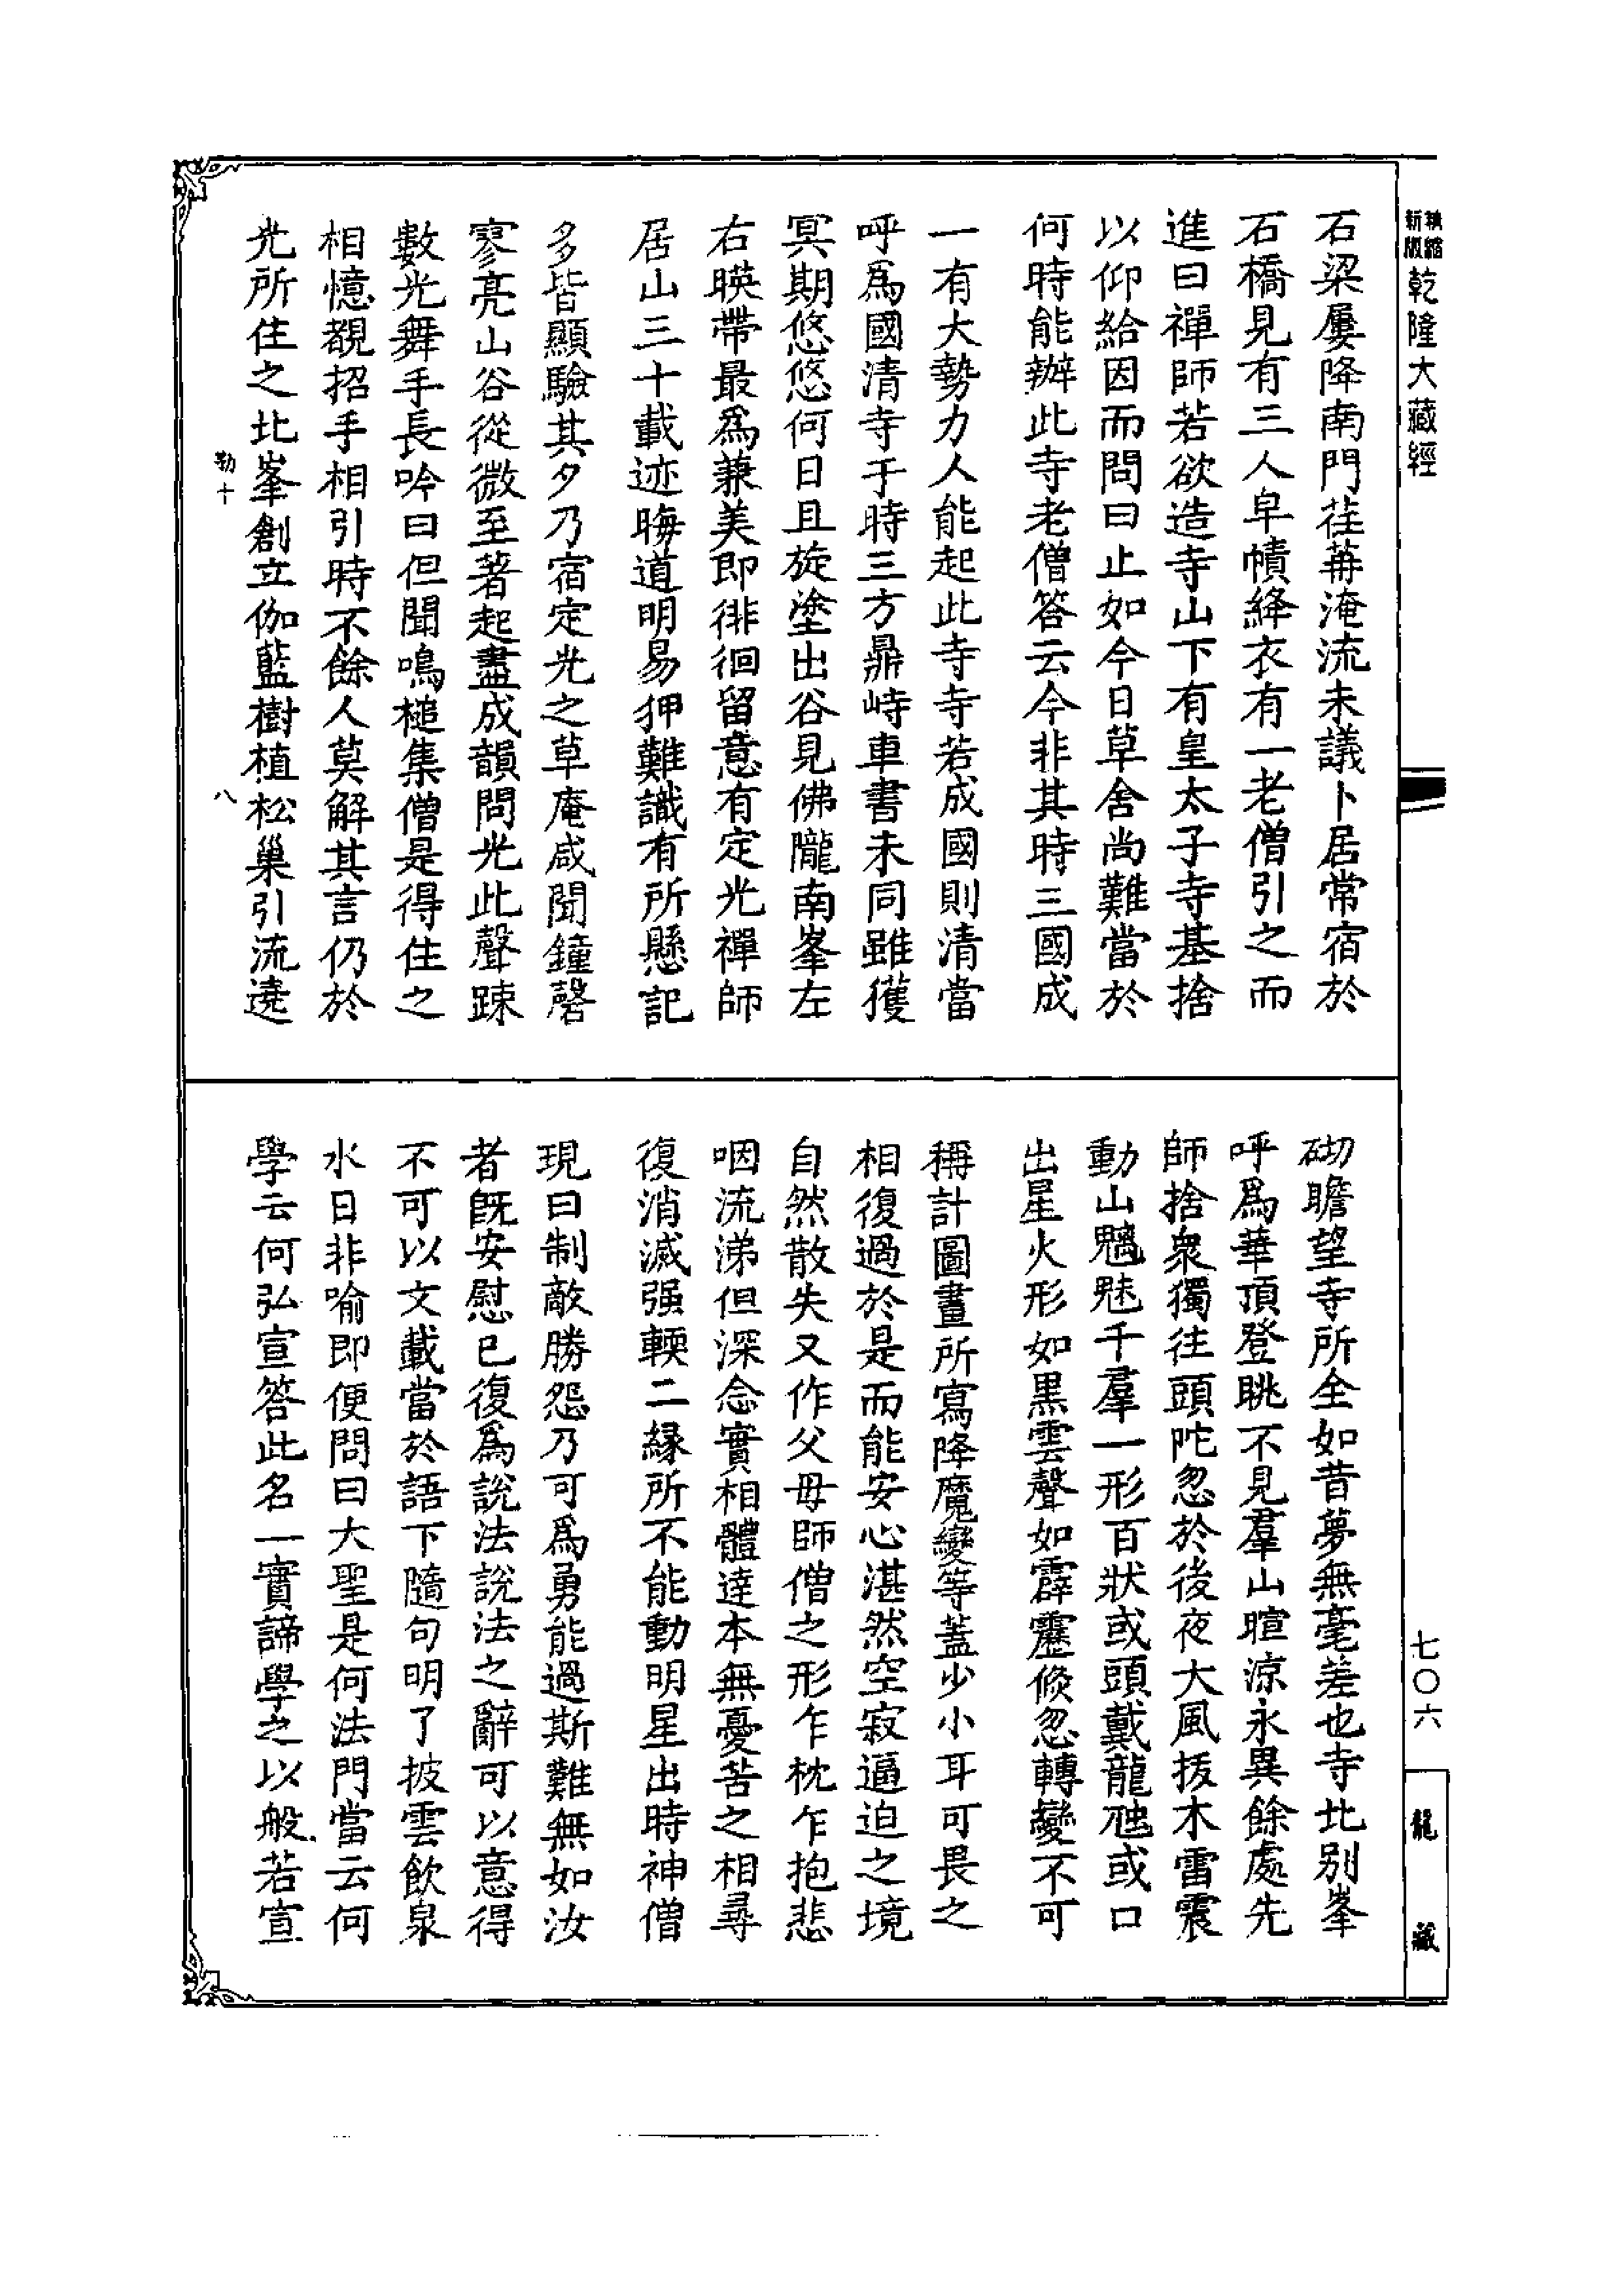 新版 縮
乾隆大藏經
石梁屢降南門荏苒淹流未議卜居常宿於
石橋見有三人皁幘絳衣有一老僧引之而
進曰禪師若欲造寺山下有皇太子寺基捨
以仰給因而問曰止如今日草舍尚難當於
何時能辦此寺老僧答云今非其時三國成
一有大勢力人能起此寺寺若成國則清當
呼爲國清寺于時三方鼎峙車書未同雖獲
冥期悠悠何日且旋塗出谷見佛隴南峯左
右暎帶最爲兼美即徘徊留意有定光禪師
居山三十載迹晦道明易狎難識有所懸記
多皆顯驗其夕乃宿定光之草庵咸聞鐘磬
寥亮山谷從微至著起盡成韻問光此聲踈
數光舞手長吟曰但聞鳴槌集僧是得住之
相憶覩招手相引時不餘人莫解其言仍於
光所住之北峯創立伽藍樹植松巢引流遶
勒十 八
砌瞻望寺所全如昔夢無毫差也寺北別峯
呼爲華頂登眺不見羣山暄涼永異餘處先
師捨衆獨往頭陀忽於後夜大風拔木雷震
動山魑魅千羣一形百狀或頭戴龍虺或口
出星火形如黑雲聲如霹靂倐忽轉變不可
稱計圖畫所寫降魔變等蓋少小耳可畏之
相復過於是而能安心湛然空寂逼迫之境
自然散失又作父母師僧之形乍枕乍抱悲
咽流涕但深念實相體達本無憂苦之相尋
復消滅强輭二緣所不能動明星出時神僧
現曰制敵勝怨乃可爲勇能過斯難無如汝
者既安慰已復爲說法說法之辭可以意得
不可以文載當於語下隨句明了披雲飲泉
水日非喻即便問曰大聖是何法門當云何
學云何弘宣答此名一實諦學之以般若宣
七〇六
龍藏